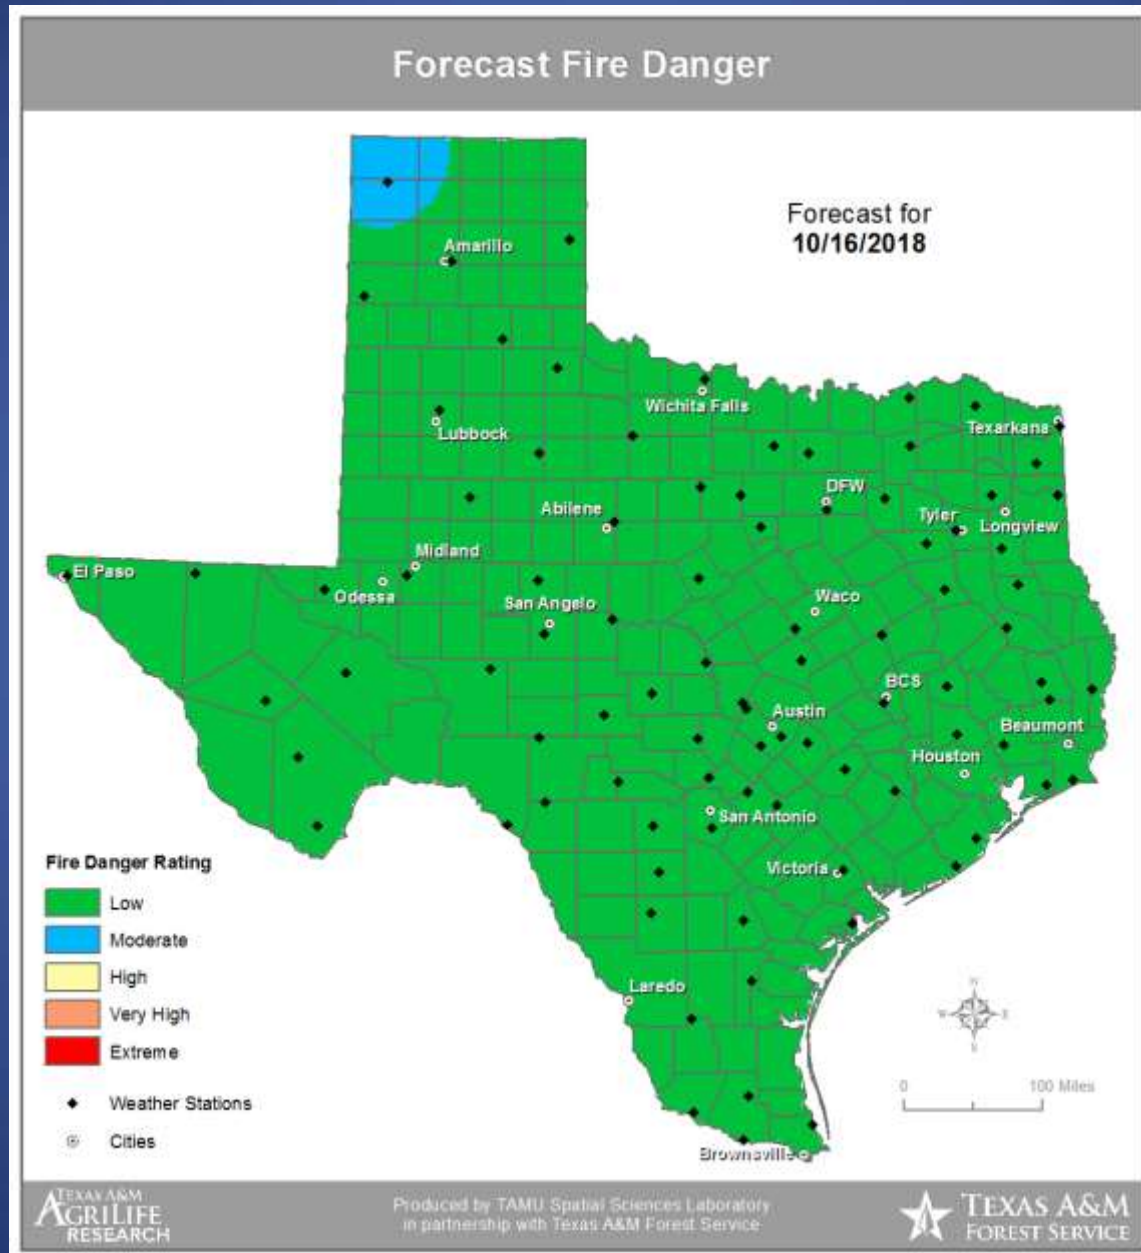 Forecast Fire Danger
Forecast for
10/16/2018
Amarillo
Wichita Falls
Lubbock
Texarkana
DFW
Abilene
Tyler
Longview
Midland
El Paso
Odessa
San Angelo
Waco
BCS
Austin
Beaumont
Houston
San Antonio
Victoria
Laredo
Brownsville
Fire Danger Rating
Low
Moderate
High
Very High
Extreme
Weather Stations
Cities
N
W E
S
0 100 Miles
TEXAS A&M
AGRILIFE
RESEARCH
Produced by TAMU Spatial Sciences Laboratory
in partnership with Texas A&M Forest Service
TEXAS A&M
FOREST SERVICE